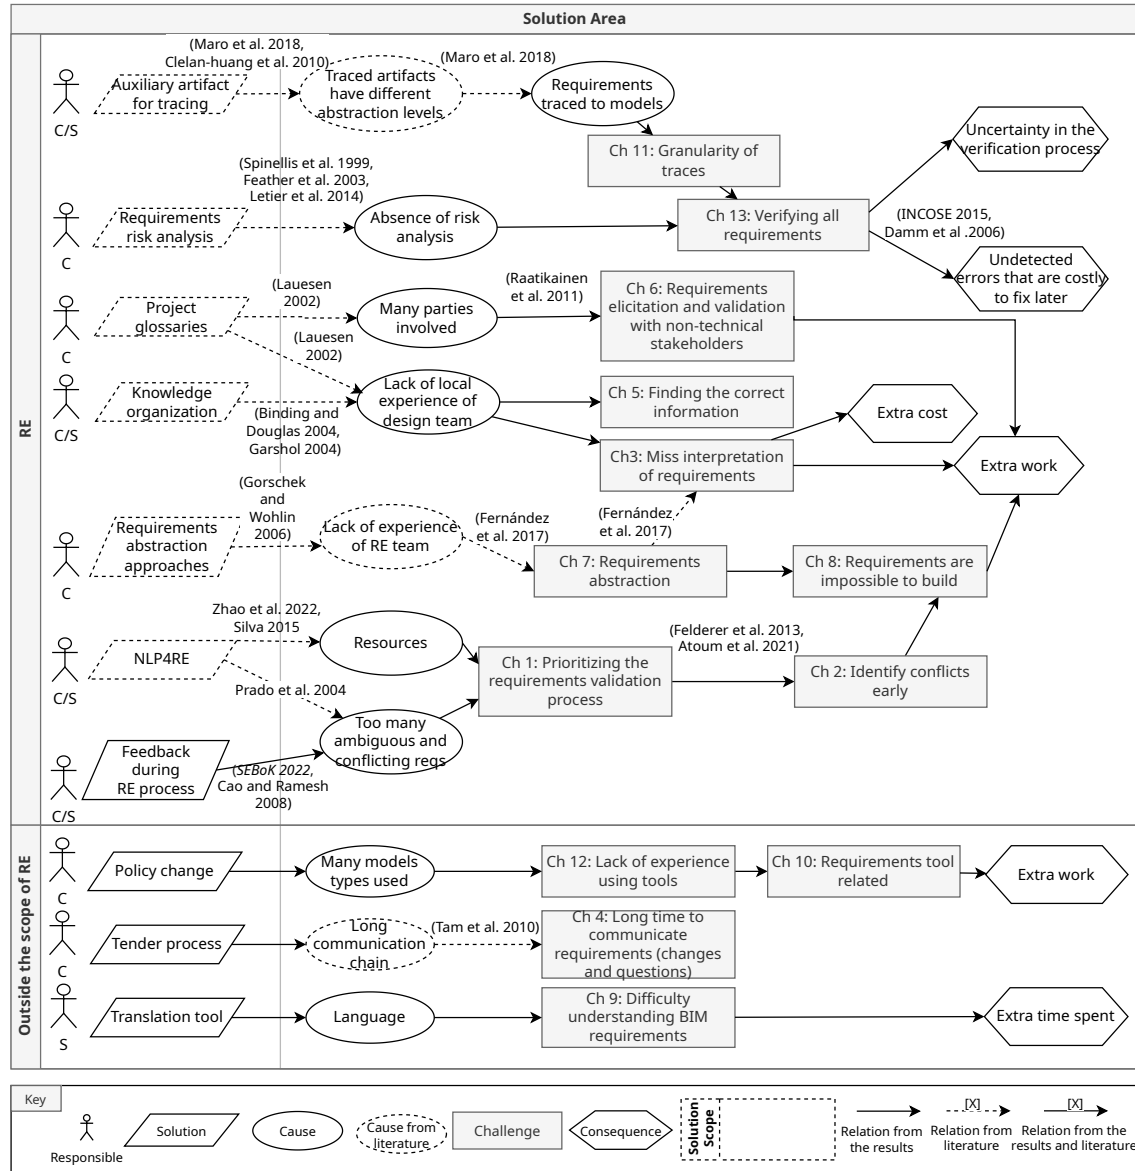 Solution Area
RE
(Maro et al. 2018,
Clelan-huang et al. 2010)
(Maro et al. 2018)
C/S
Auxiliary artifact
for tracing
Traced artifacts
have different
abstraction levels
Requirements
traced to models
Ch 11: Granularity of
traces
Uncertainty in the
verification process
(Spinellis et al. 1999,
Feather et al. 2003,
Letier et al. 2014)
C
Requirements
risk analysis
Absence of risk
analysis
Ch 13: Verifying all
requirements
(INCOSE 2015,
Damm et al .2006)
Undetected
errors that are costly
to fix later
(Lauesen
2002)
(Raatikainen
et al. 2011)
C
Project
glossaries
Many parties
involved
Ch 6: Requirements
elicitation and validation
with non-technical
stakeholders
(Lauesen
2002)
C/S
Knowledge
organization
Lack of local
experience of
design team
Ch 5: Finding the correct
information
Extra cost
(Binding and
Douglas 2004,
Garshol 2004)
Ch3: Miss interpretation
of requirements
Extra work
(Gorschek
and
Wohlin
2006)
C
Requirements
abstraction
approaches
Lack of experience
of RE team
(Fernández
et al. 2017)
(Fernández
et al. 2017)
Ch 7: Requirements
abstraction
Ch 8: Requirements are
impossible to build
Zhao et al. 2022,
Silva 2015
C/S
NLP4RE
Resources
Prado et al. 2004
Ch 1: Prioritizing the
requirements validation
process
(Felderer et al. 2013,
Atoum et al. 2021)
Ch 2: Identify conflicts
early
Too many
ambiguous and
conflicting reqs
C/S
Feedback
during
RE process
(SEBoK 2022,
Cao and Ramesh
2008)
Outside the scope of RE
C
Policy change
Many models
types used
Ch 12: Lack of experience
using tools
Ch 10: Requirements tool
related
Extra work
C
Tender process
Long
communication
chain
(Tam et al. 2010)
Ch 4: Long time to
communicate
requirements (changes
and questions)
S
Translation tool
Language
Ch 9: Difficulty
understanding BIM
requirements
Extra time spent
Key
Responsible
Solution
Cause
Cause from
literature
Challenge
Consequence
Solution
Scope
Relation from
the results
[X]
Relation from
literature
[X]
Relation from the
results and literature